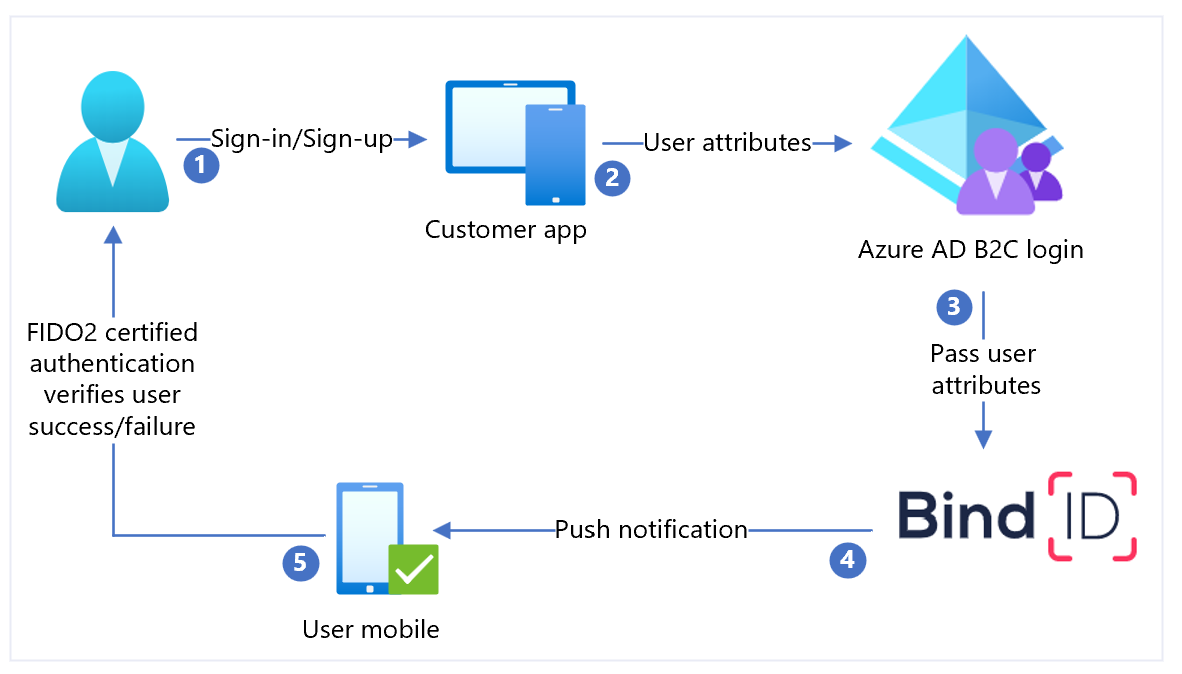 1
Sign-in/Sign-up
2
User attributes
Customer app
Azure AD B2C login
3
Pass user
attributes
FIDO2 certified
authentication
verifies user
success/failure
Bind ID
Push notification
4
5
User mobile